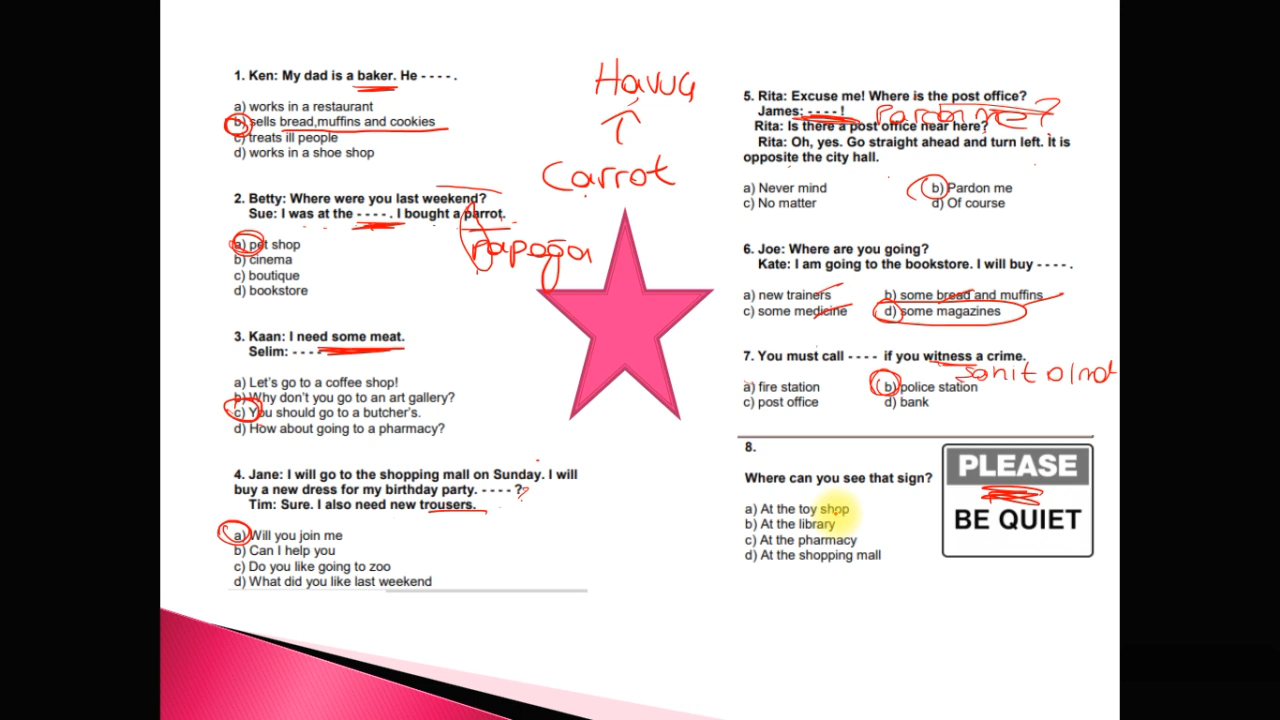 1. Ken: My dad is a baker. He - - - - .
a) works in a restaurant
b) sells bread,muffins and cookies
c) treats ill people
d) works in a shoe shop
2. Betty: Where were you last weekend?
Sue: I was at the - - - - . I bought a parrot.
a) pet shop
b) cinema
c) boutique
d) bookstore
3. Kaan: I need some meat.
Selim: - - - -
a) Let's go to a coffee shop!
b) Why don't you go to an art gallery?
c) You should go to a butcher's.
d) How about going to a pharmacy?
4. Jane: I will go to the shopping mall on Sunday. I will
buy a new dress for my birthday party. - - - - ?
Tim: Sure. I also need new trousers.
a) Will you join me
b) Can I help you
c) Do you like going to zoo
d) What did you like last weekend
Havuç
Carrot
papağan
5. Rita: Excuse me! Where is the post office?
James: - - - - !
Pardon me?
Rita: Is there a post office near here?
Rita: Oh, yes. Go straight ahead and turn left. It is
opposite the city hall.
a) Never mind b) Pardon me
c) No matter d) Of course
6. Joe: Where are you going?
Kate: I am going to the bookstore. I will buy - - - - .
a) new trainers b) some bread and muffins
c) some medicine d) some magazines
7. You must call - - - - if you witness a crime.
şahit olmak
a) fire station b) police station
c) post office d) bank
8.
Where can you see that sign?
a) At the toy shop
b) At the library
c) At the pharmacy
d) At the shopping mall
PLEASE
BE QUIET